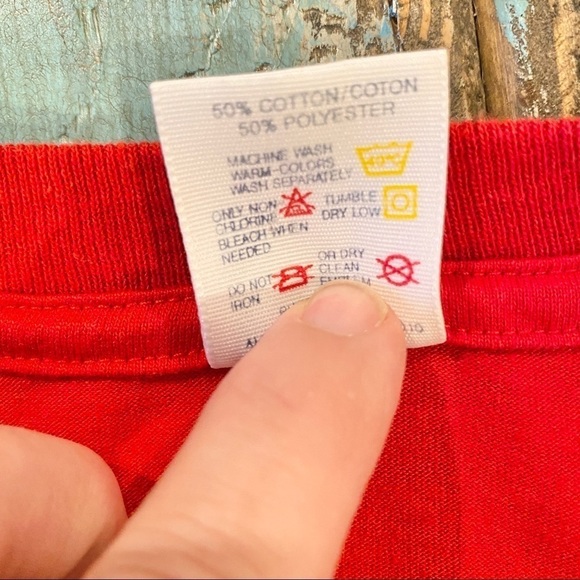 50% COTTON/COTON
50% POLYESTER
MACHINE WASH
WARM-COLORS
WASH SEPARATELY
40°C
ONLY NON
CHLORINE
BLEACH WHEN
NEEDED
TUMBLE
DRY LOW
DO NOT
IRON
OR DRY
CLEAN
EMBLEM